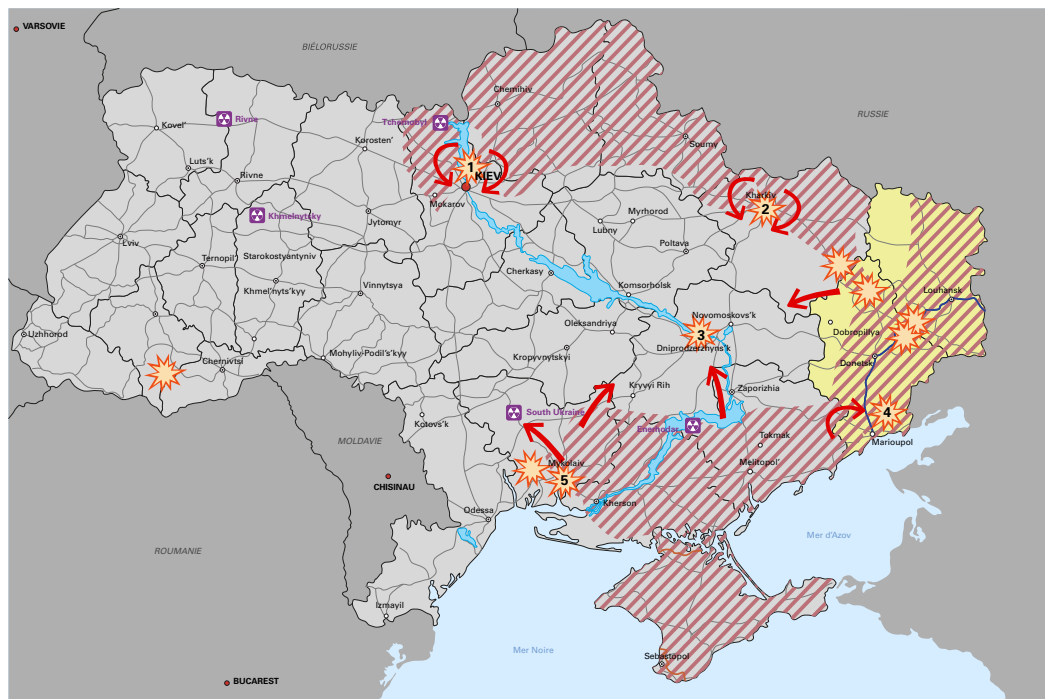 VARSOVIE
BIÉLORUSSIE
RUSSIE
Chernihiv
Kovel'
Rivne
Tchernobyl
Korosten'
Soumy
Luts'k
Rivne
1
KIEV
Mokarov
Kharkiv
2
Khmelnytsky
Jytomyr
Myrhorod
Lubny
Poltava
Lviv
Ternopil'
Starokostyantyniv
Khmel'nyts'kyy
Vinnytsya
Cherkasy
Komsorholsk
Louhansk
Uzhhorod
Oleksandriya
Novomoskovs'k
3
Dniprodzerzhyns'k
Dobropillya
Donetsk
Chernivtsi
Mohyliv-Podil's'kyy
Kropyvnytskyi
Kryvyi Rih
Zaporizhia
Kotovs'k
South Ukraine
Enemodar
4
Marioupol
MOLDAVIE
Tokmak
Mykolaiv
5
Melitopol'
CHISINAU
Kherson
Odessa
Mer d'Azov
ROUMANIE
Izmayil
Mer Noire
Sebastopol
BUCAREST